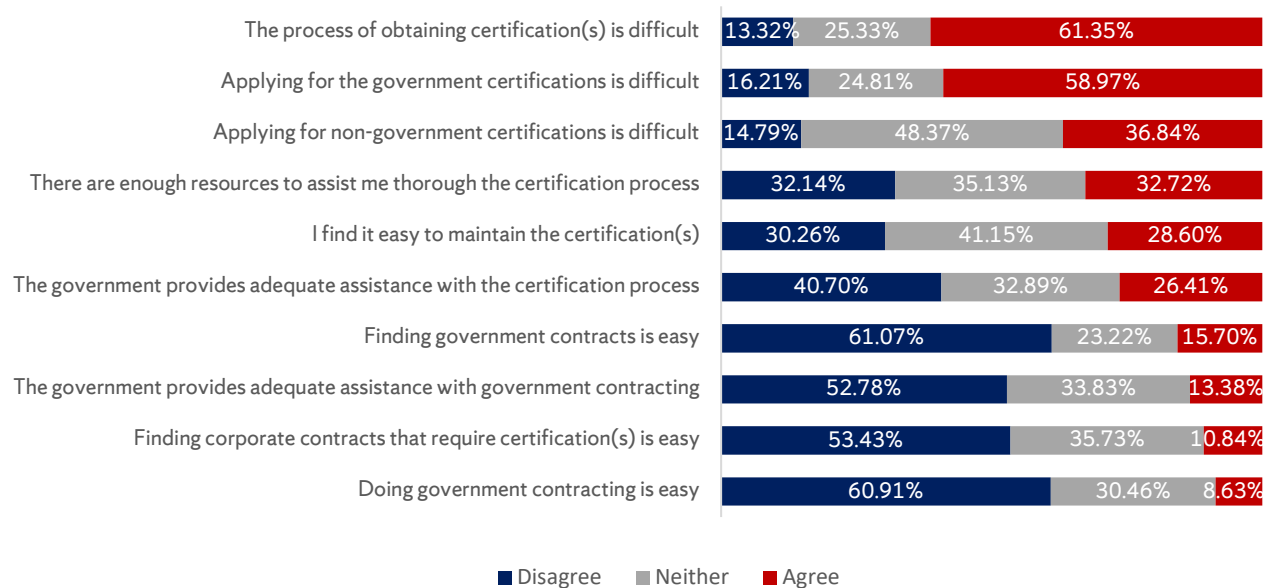 The process of obtaining certification(s) is difficult 13.32% 25.33% 61.35%
Applying for the government certifications is difficult 16.21% 24.81% 58.97%
Applying for non-government certifications is difficult 14.79% 48.37% 36.84%
There are enough resources to assist me thorough the certification process 32.14% 35.13% 32.72%
I find it easy to maintain the certification(s) 30.26% 41.15% 28.60%
The government provides adequate assistance with the certification process 40.70% 32.89% 26.41%
Finding government contracts is easy 61.07% 23.22% 15.70%
The government provides adequate assistance with government contracting 52.78% 33.83% 13.38%
Finding corporate contracts that require certification(s) is easy 53.43% 35.73% 10.84%
Doing government contracting is easy 60.91% 30.46% 8.63%
Disagree Neither Agree